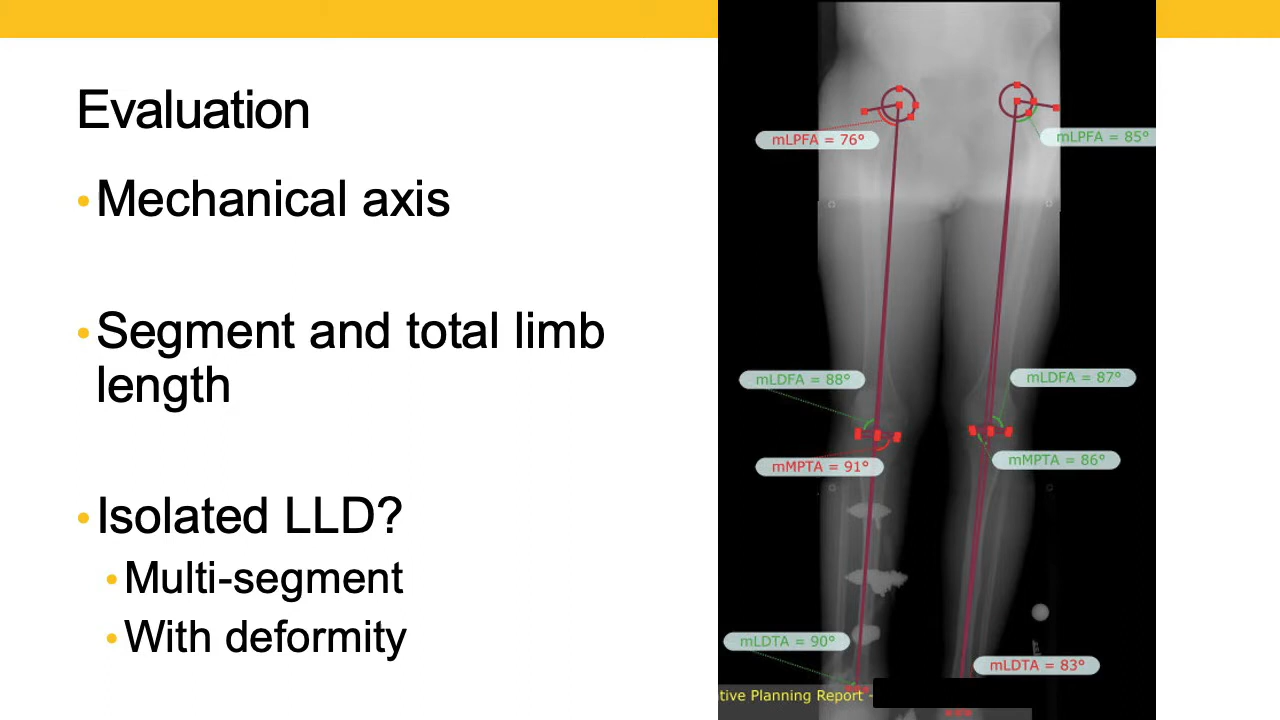 Evaluation
•Mechanical axis
•Segment and total limb
length
•Isolated LLD?
•Multi-segment
•With deformity
mLPFA = 76°
mLPFA = 85°
mLDFA = 88°
mLDFA = 87°
mMPTA = 91°
mMPTA = 86°
mLDTA = 90°
mLDTA = 83°
tive Planning Report -